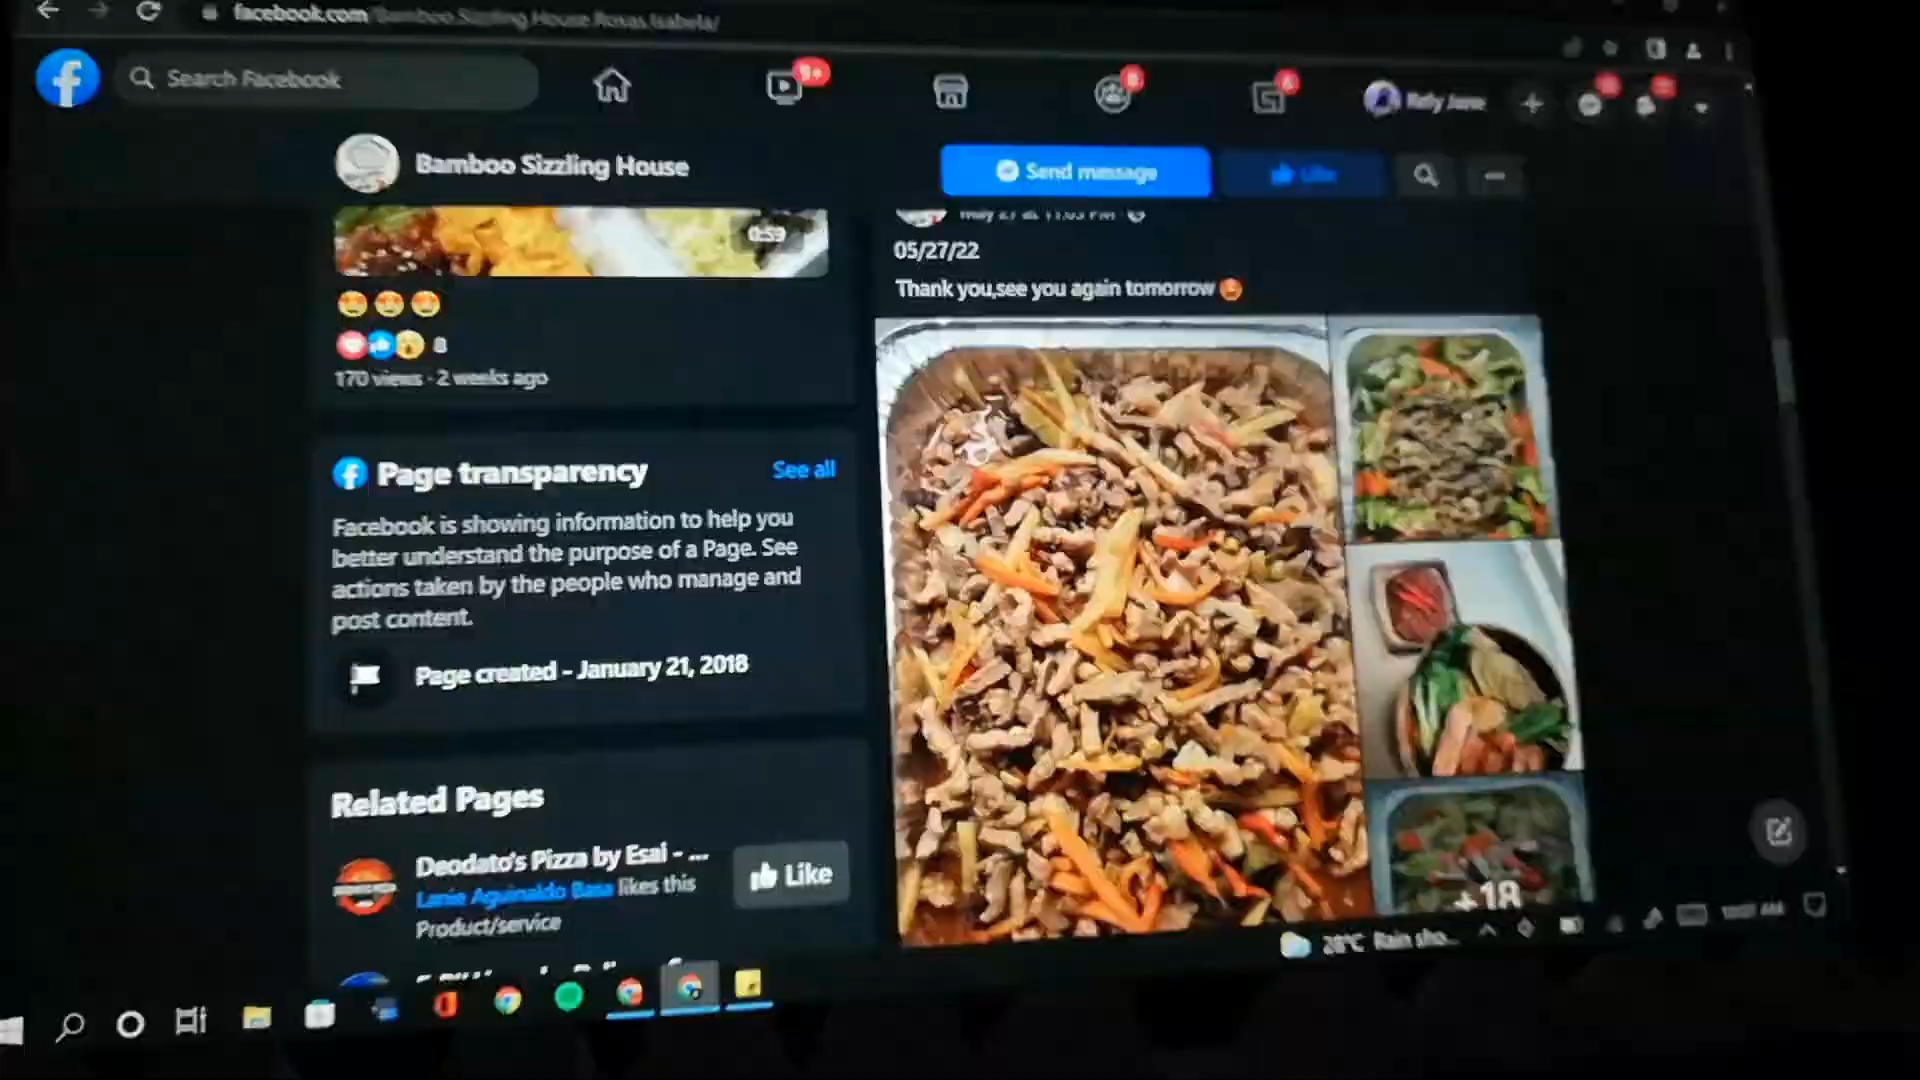 facebook.com/Bamboo.Sizzling.House.Roxas.Isabela/
Search Facebook
9+
Rely Jane
Bamboo Sizzling House
Send message
Like
0:59
8
170 views · 2 weeks ago
05/27/22
Thank you,see you again tomorrow
Page transparency
See all
Facebook is showing information to help you
better understand the purpose of a Page. See
actions taken by the people who manage and
post content.
Page created - January 21, 2018
Related Pages
Deodato's Pizza by Esai - ...
Lanie Aguinaldo Basa likes this
Product/service
Like
+18
28°C Rain sho...